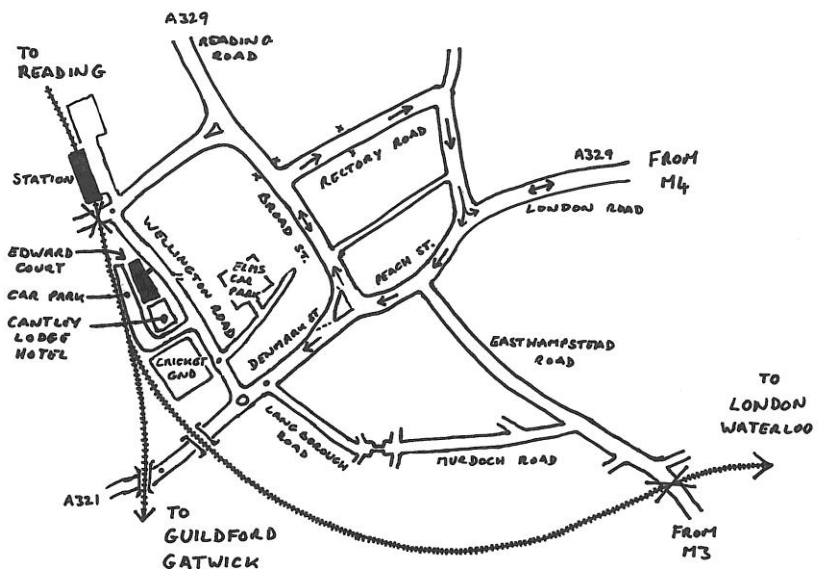 A329
READING
ROAD
TO
READING
STATION
RECTORY ROAD
A329
FROM
M4
LONDON ROAD
BROAD ST.
WELLINGTON ROAD
ELMS
CAR
PARK
PEACH ST.
EDWARD
COURT
CAR PARK
CANTLEY
LODGE
HOTEL
CRICKET
GND
DENMARK ST
EASTHAMPSTEAD
ROAD
LANGBOROUGH
ROAD
MURDOCH ROAD
TO
LONDON
WATERLOO
A321
TO
GUILDFORD
GATWICK
FROM
M3